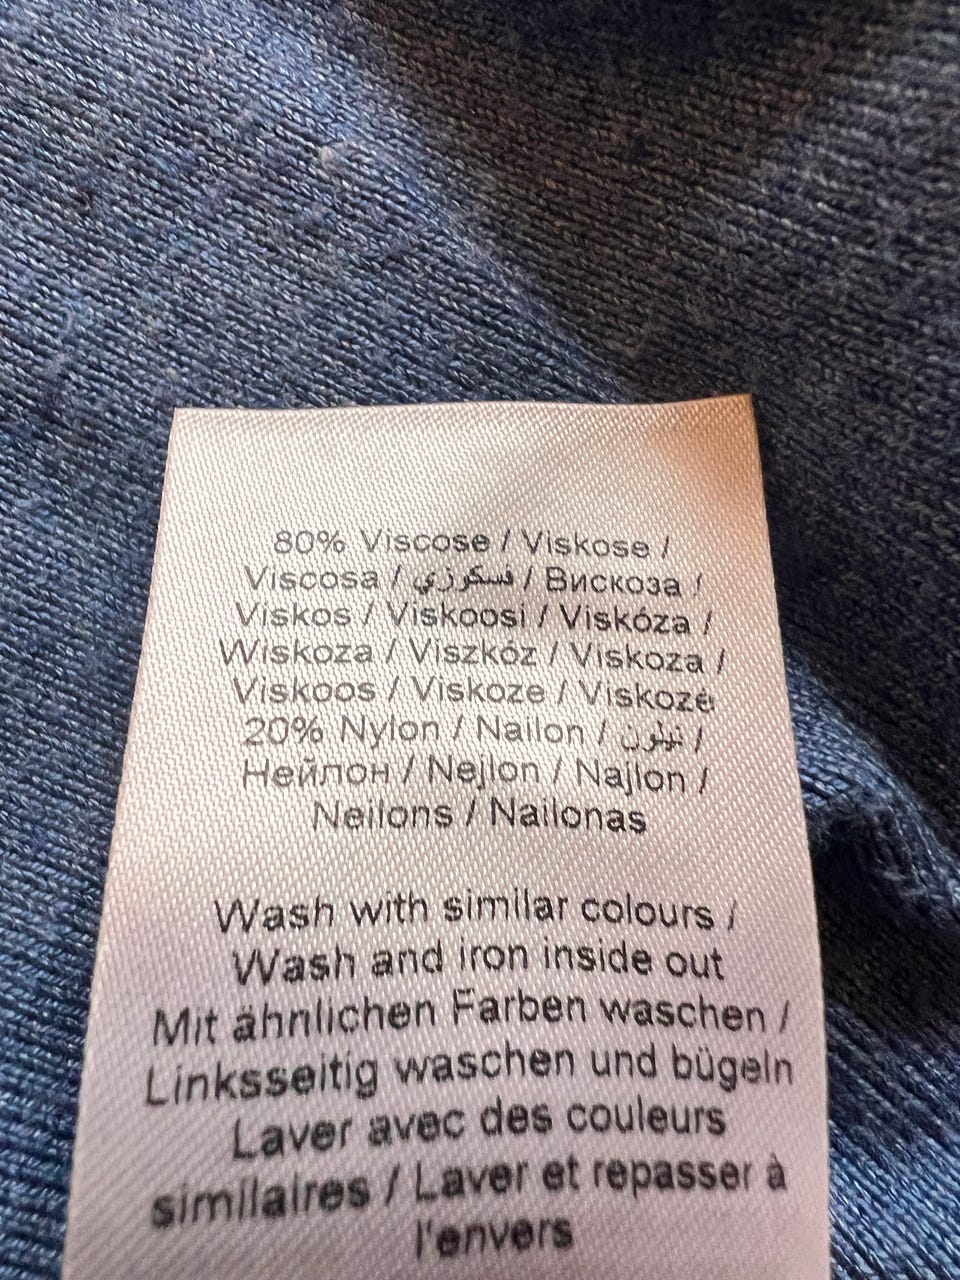 80% Viscose / Viskose /
Viscosa / فسكوزي / Вискоза /
Viskos / Viskoosi / Viskóza /
Wiskoza / Viszkóz / Viskoza /
Viskoos / Viskoze / Viskozė
20% Nylon / Nailon / نيلون /
Нейлон / Nejlon / Najlon /
Neilons / Nailonas
Wash with similar colours /
Wash and iron inside out
Mit ähnlichen Farben waschen /
Linksseitig waschen und bügeln
Laver avec des couleurs
similaires / Laver et repasser à
l'envers